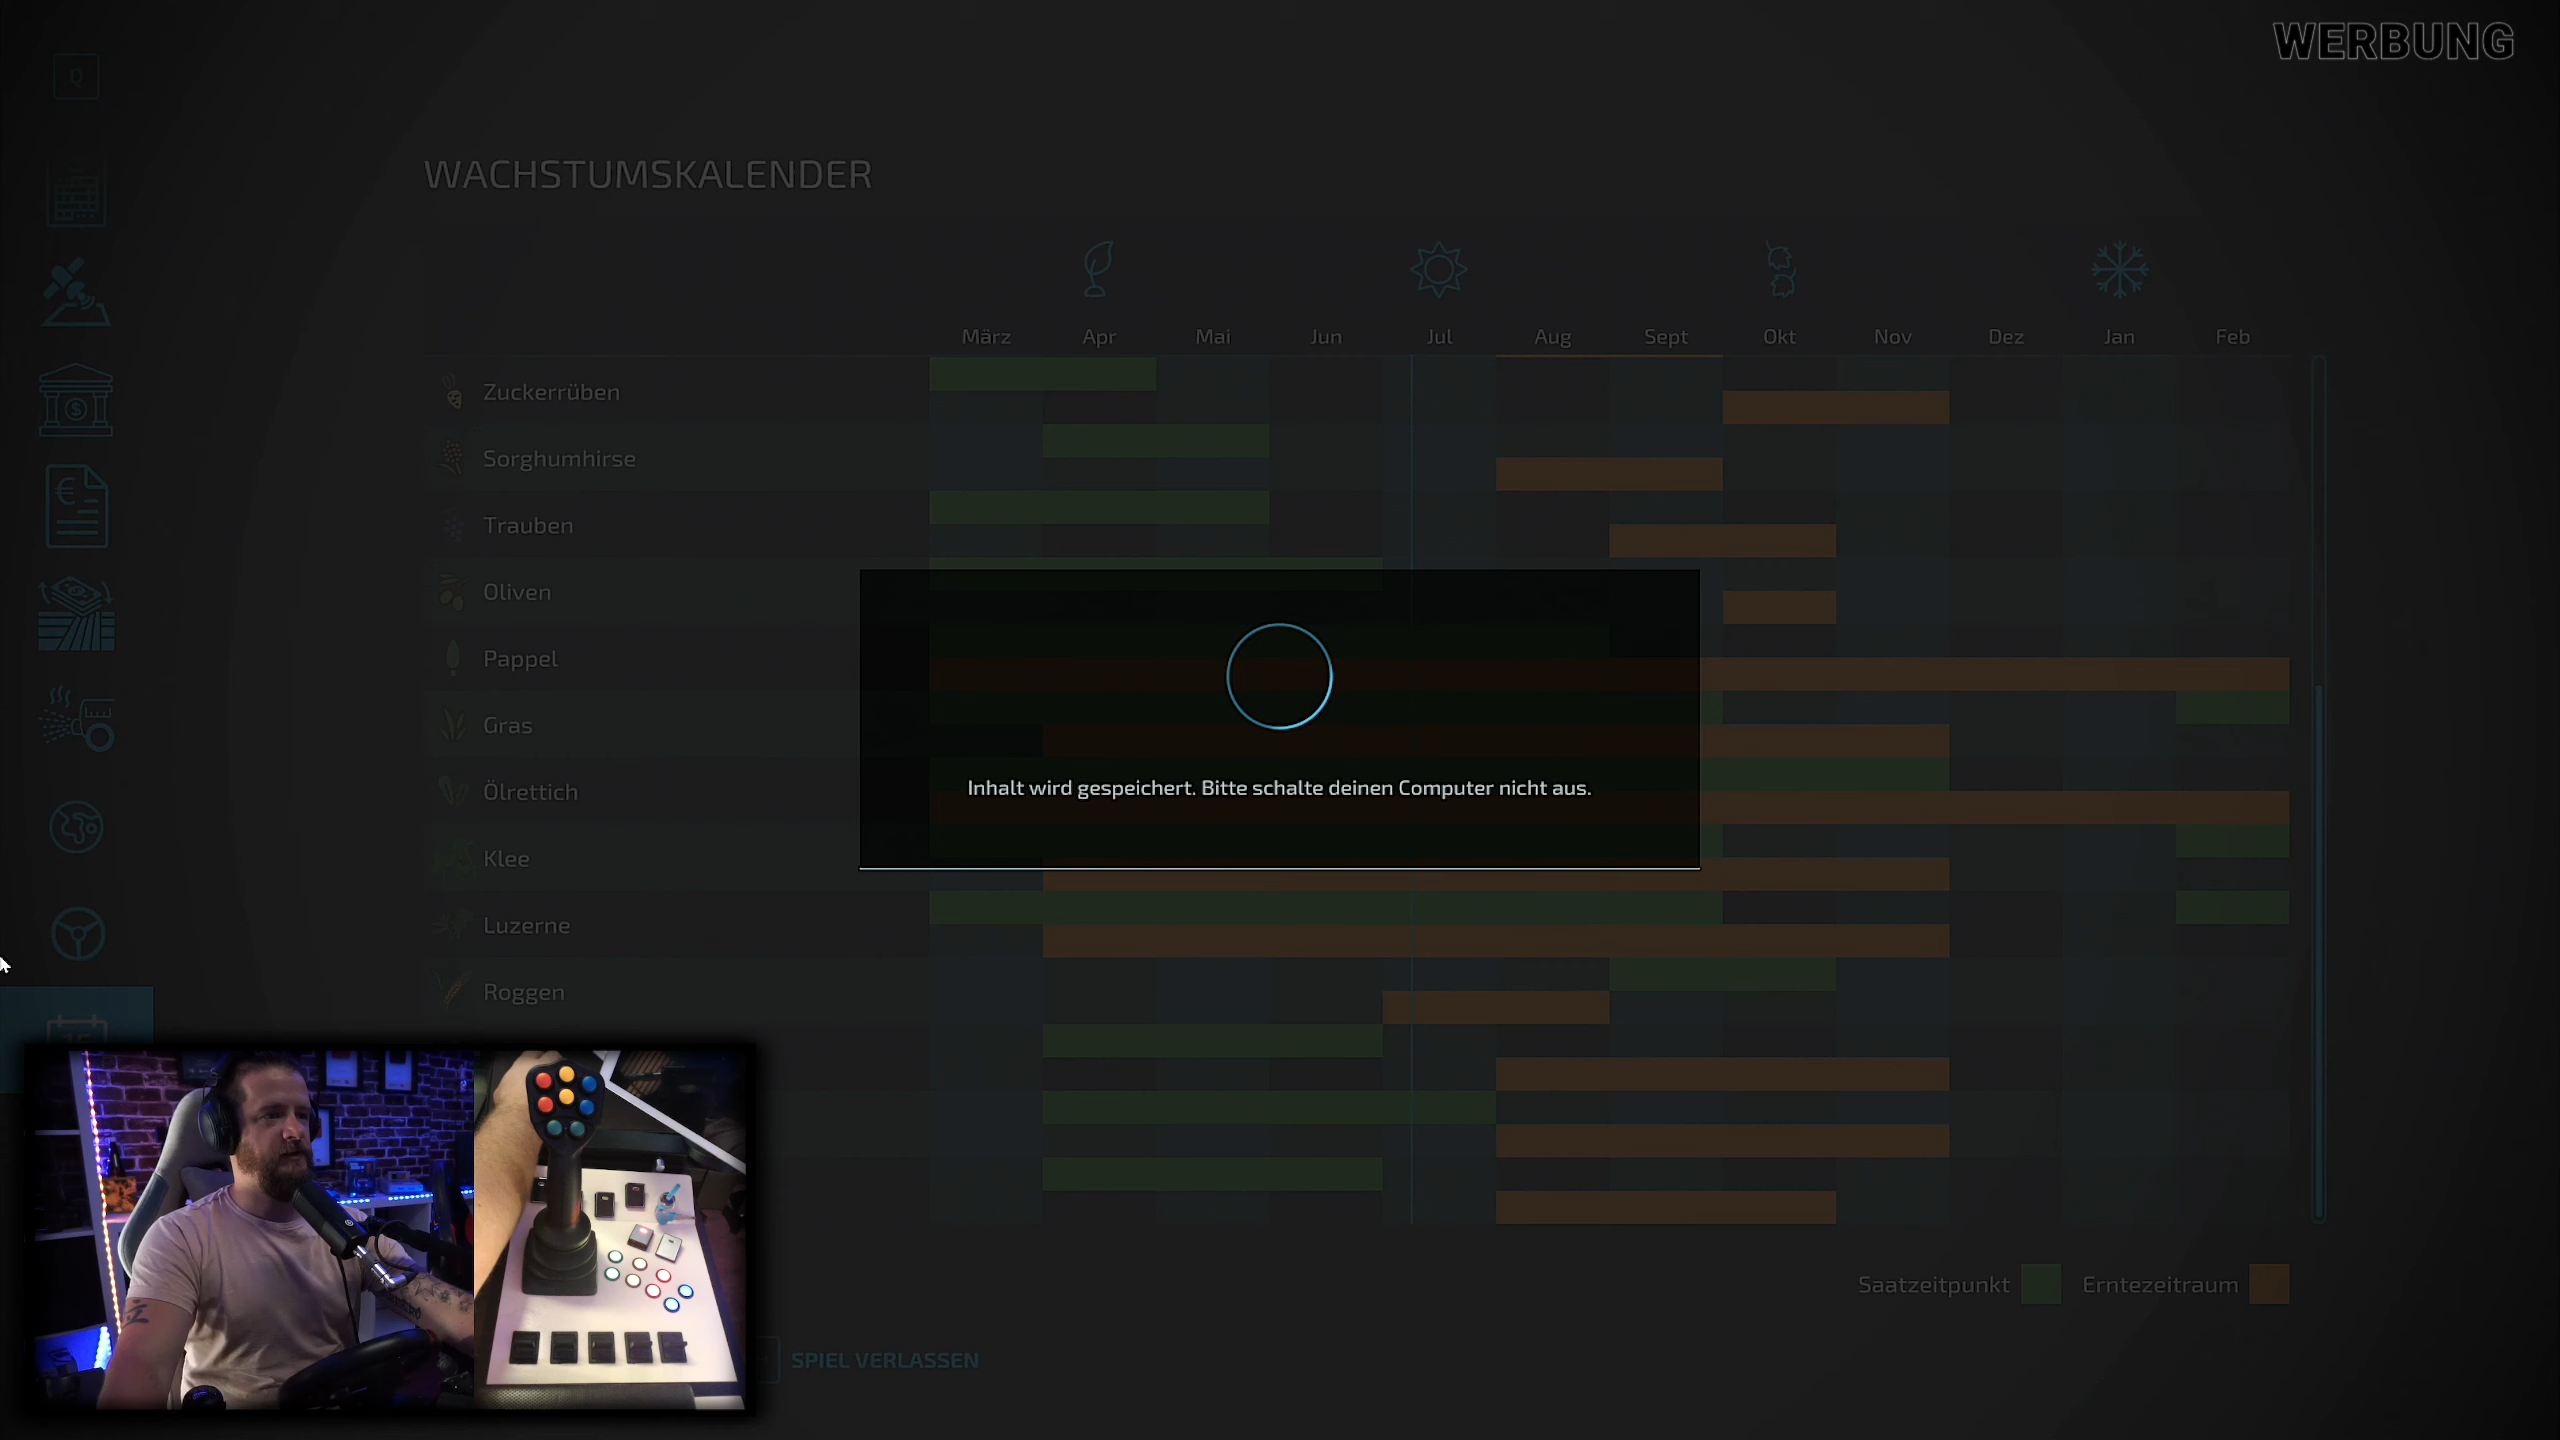 WERBUNG
WACHSTUMSKALENDER
März Apr Mai Jun Jul Aug Sept Okt Nov Dez Jan Feb
Zuckerrüben
Sorghumhirse
Trauben
Oliven
Pappel
Gras
Ölrettich
Klee
Luzerne
Roggen
Inhalt wird gespeichert. Bitte schalte deinen Computer nicht aus.
Saatzeitpunkt Erntezeitraum
SPIEL VERLASSEN